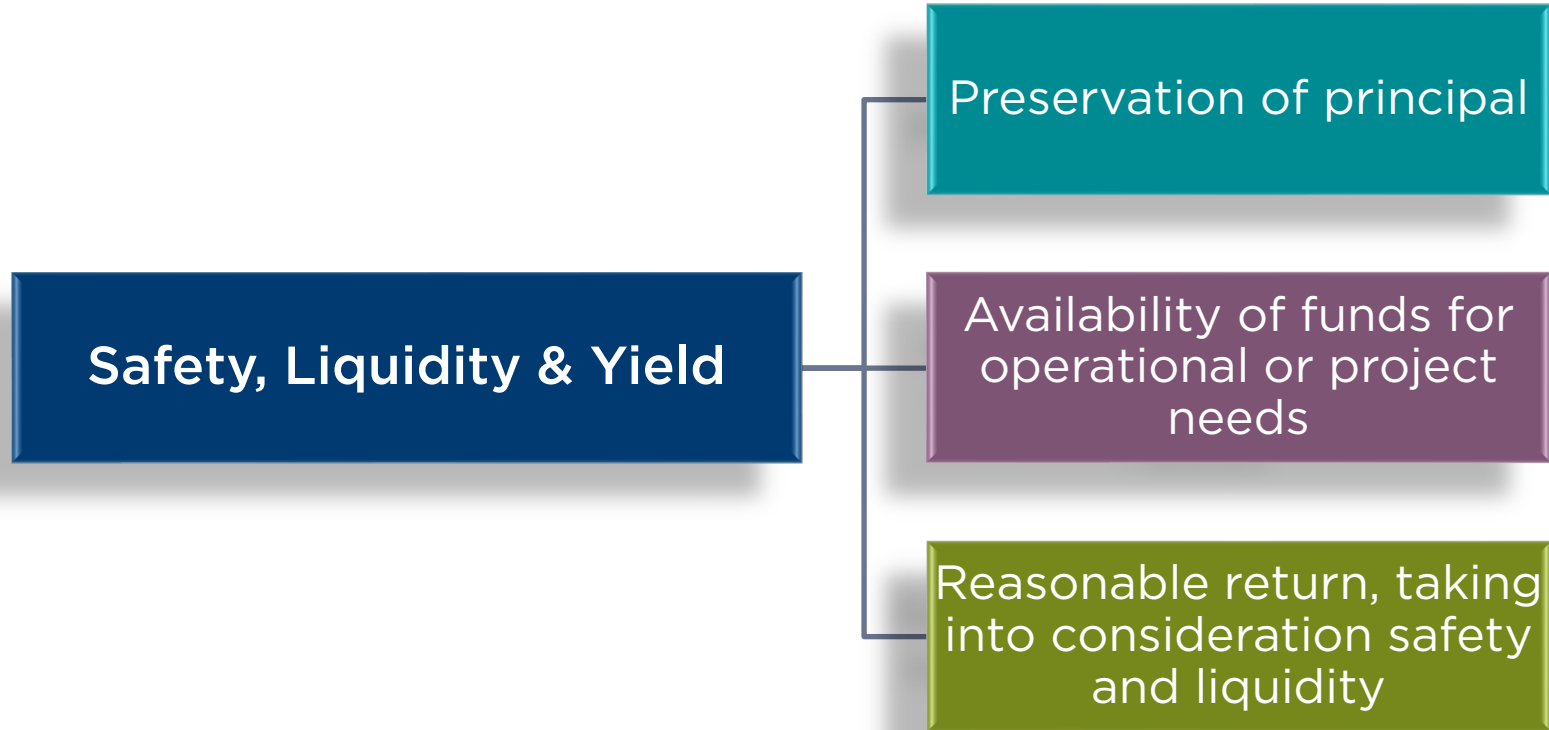 Preservation of principal
Safety, Liquidity & Yield
Availability of funds for
operational or project
needs
Reasonable return, taking
into consideration safety
and liquidity